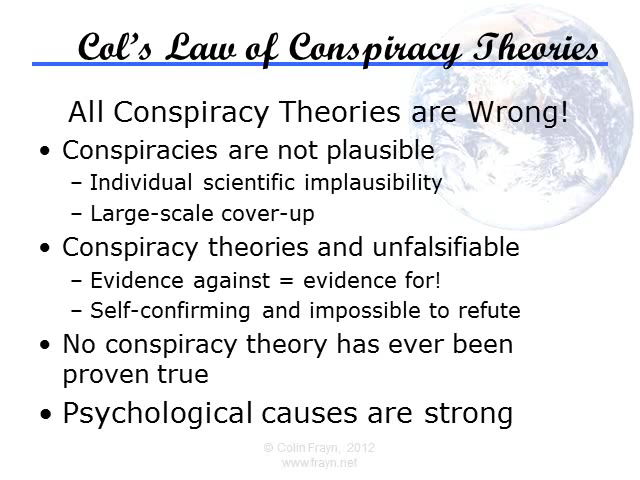 Col's Law of Conspiracy Theories
All Conspiracy Theories are Wrong!
• Conspiracies are not plausible
– Individual scientific implausibility
– Large-scale cover-up
• Conspiracy theories and unfalsifiable
– Evidence against = evidence for!
– Self-confirming and impossible to refute
• No conspiracy theory has ever been
proven true
• Psychological causes are strong
© Colin Frayn, 2012
www.frayn.net